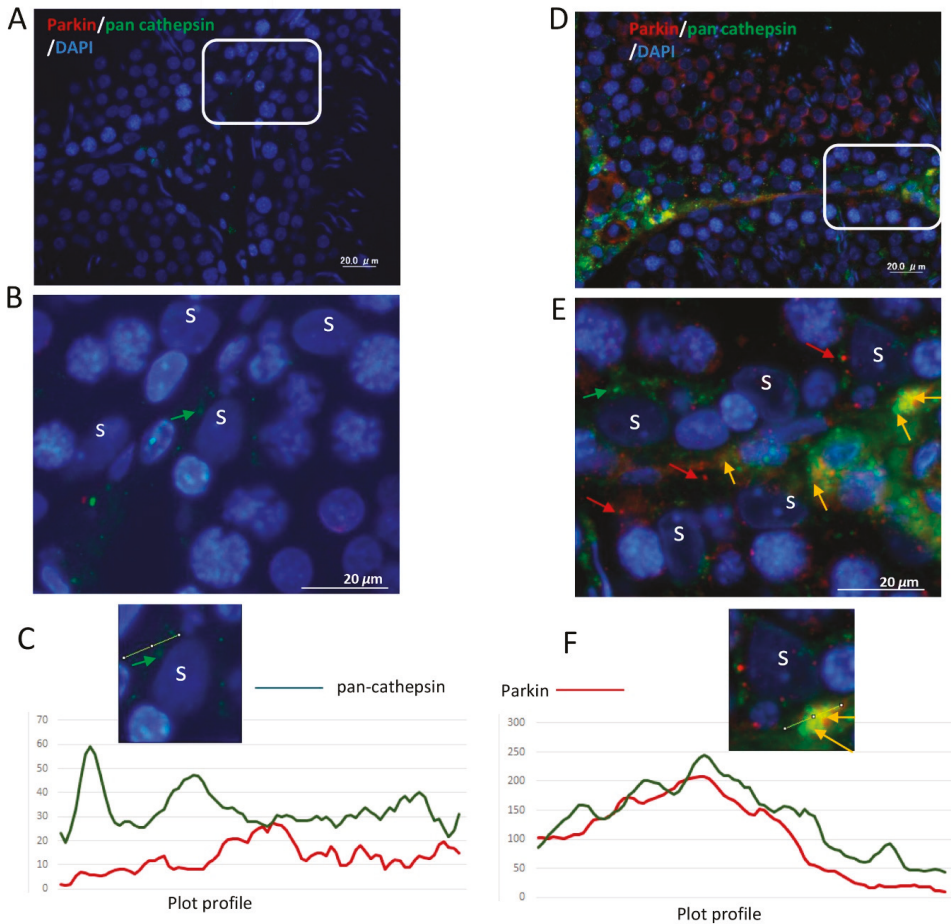 A
Parkin/pan cathepsin
/DAPI
20.0 μm
B
S
S
S
S
20 μm
C
S
pan-cathepsin
70
60
50
40
30
20
10
0
Plot profile
D
Parkin/pan cathepsin
/DAPI
20.0 μm
E
S
S
S
S
S
20 μm
F
S
Parkin
300
250
200
150
100
50
0
Plot profile